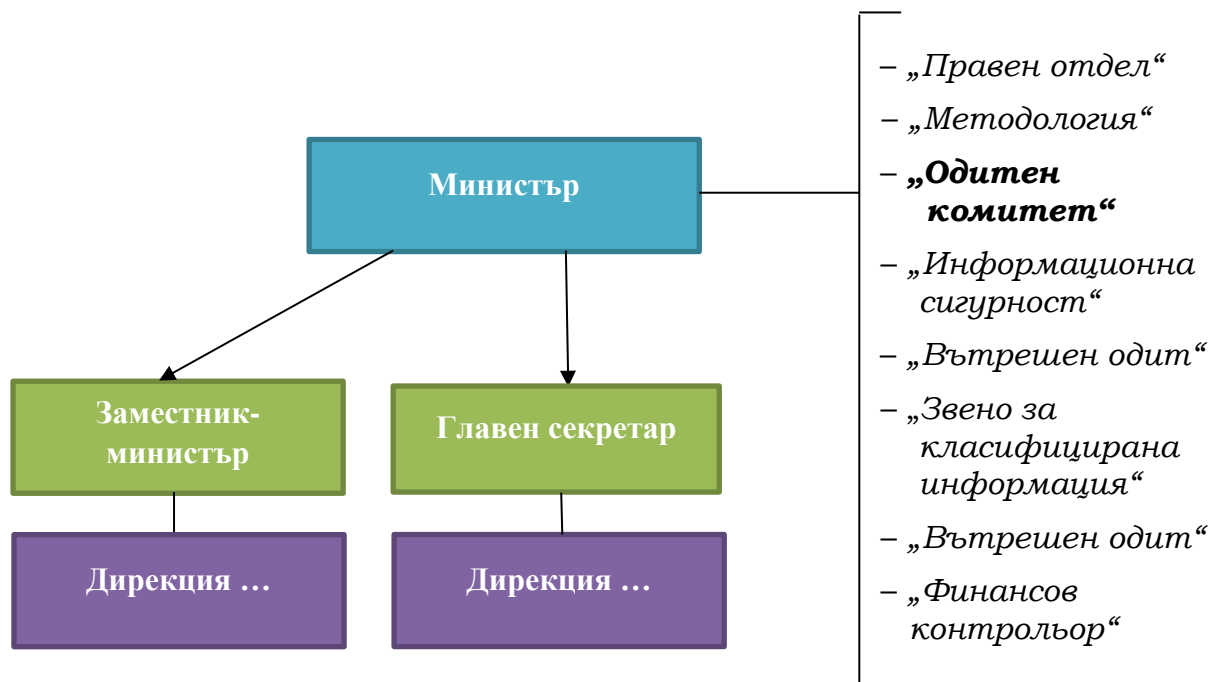 Министър
Заместник-
министър
Главен секретар
Дирекция ...
Дирекция ...
– „Правен отдел“
– „Методология“
– „Одитен
комитет“
– „Информационна
сигурност“
– „Вътрешен одит“
– „Звено за
класифицирана
информация“
– „Вътрешен одит“
– „Финансов
контрольор“